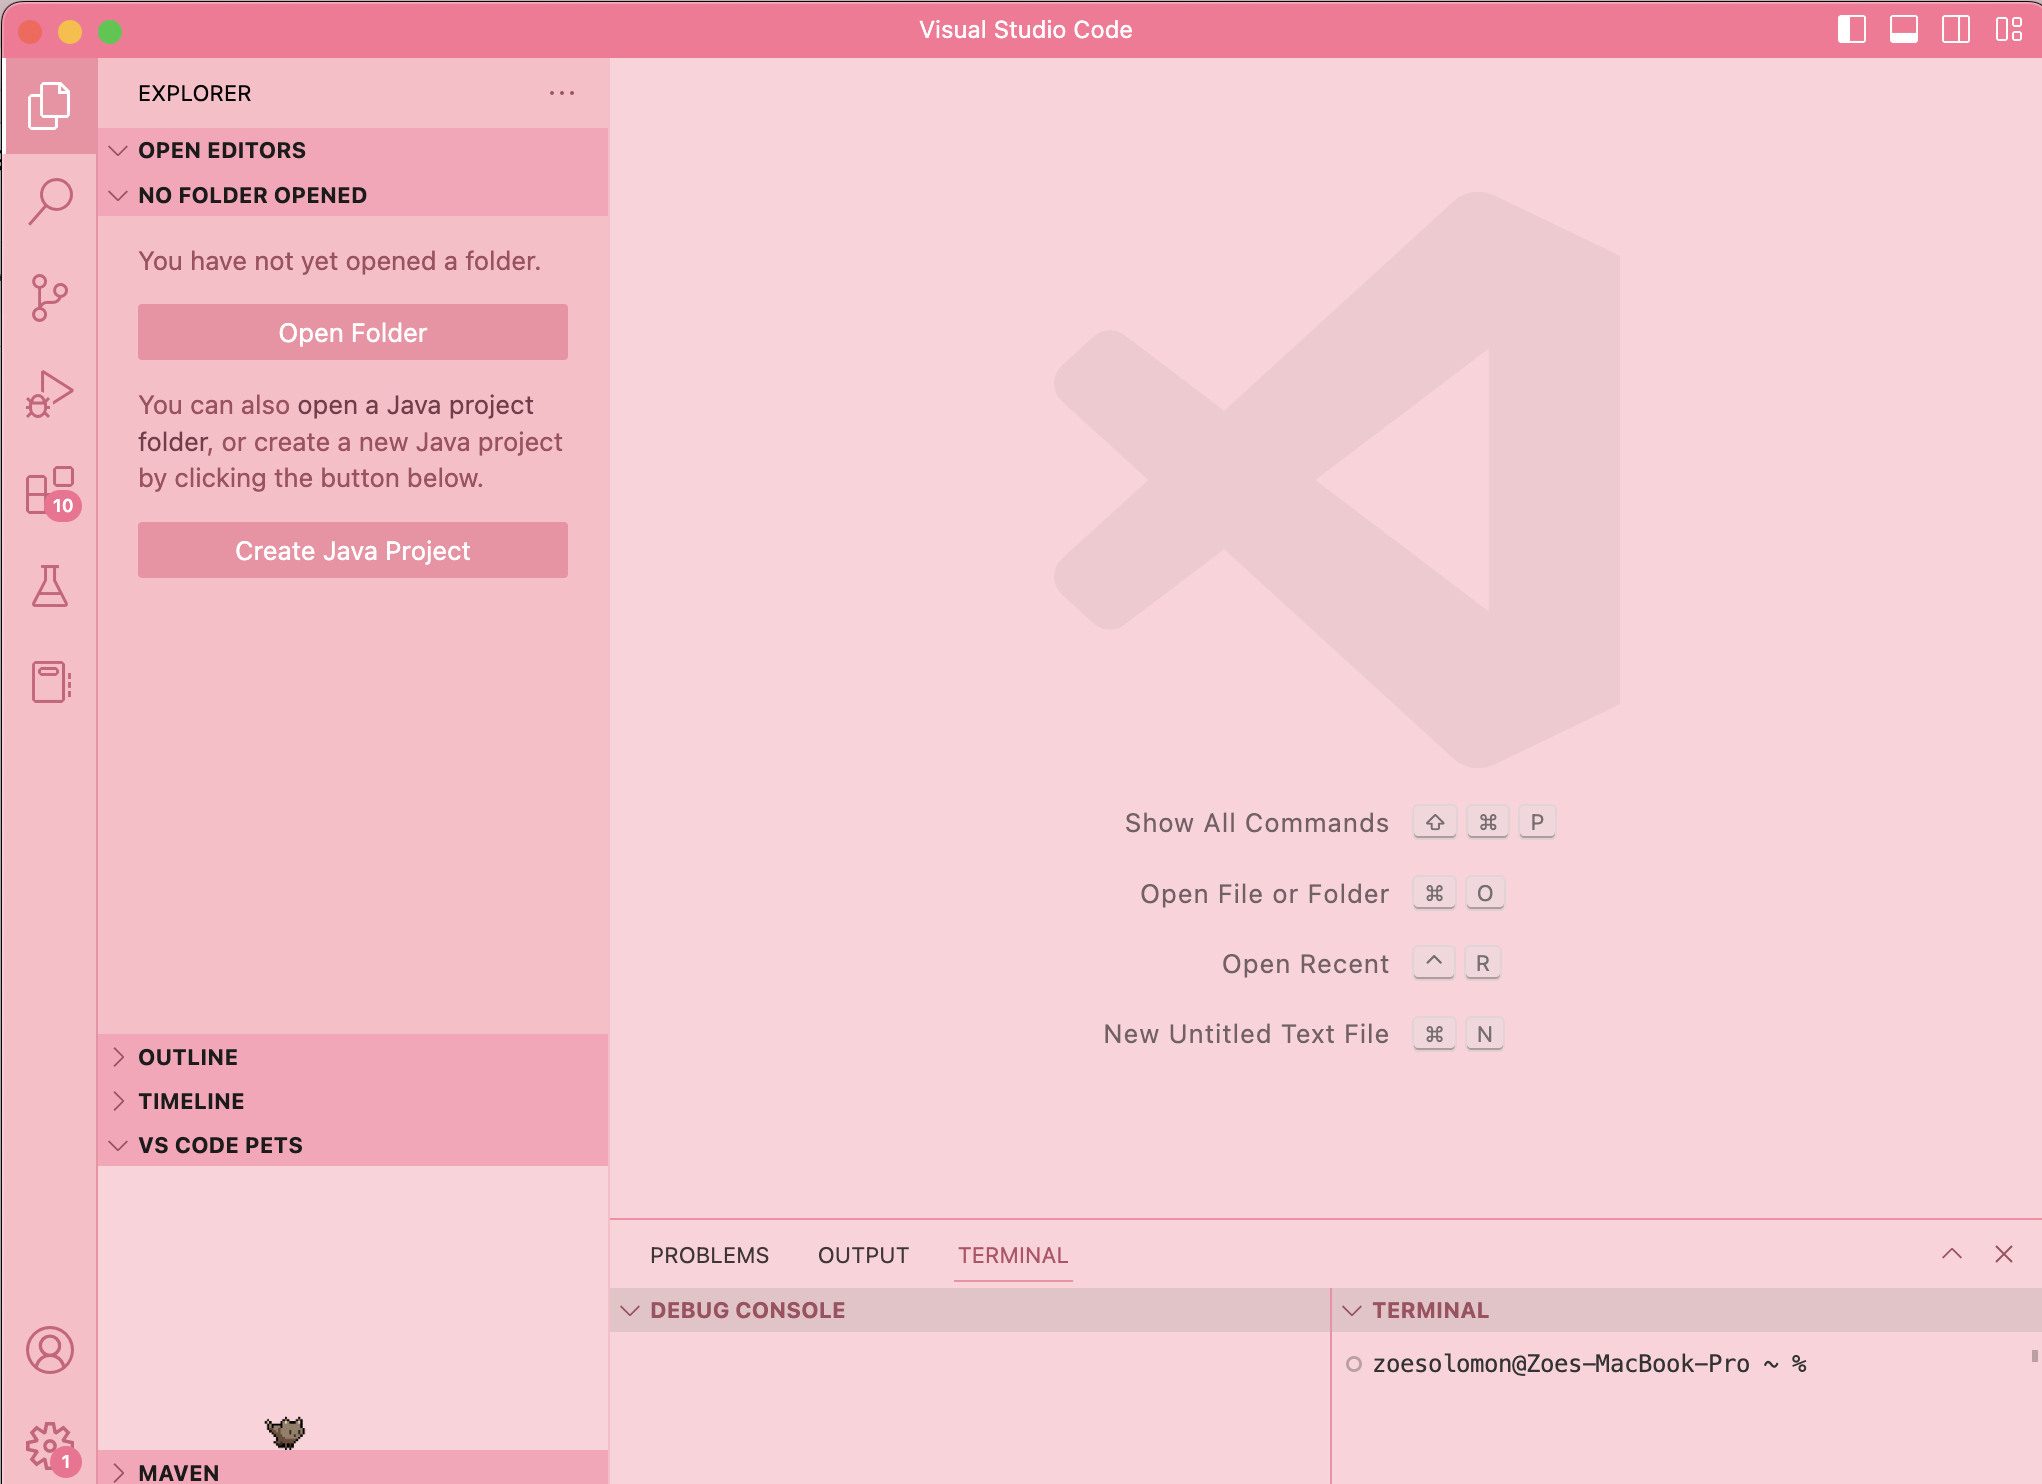 Visual Studio Code
EXPLORER
OPEN EDITORS
NO FOLDER OPENED
You have not yet opened a folder.
Open Folder
You can also open a Java project
folder, or create a new Java project
by clicking the button below.
Create Java Project
10
OUTLINE
TIMELINE
VS CODE PETS
MAVEN
1
Show All Commands ⇧ ⌘ P
Open File or Folder ⌘ O
Open Recent ^ R
New Untitled Text File ⌘ N
PROBLEMS OUTPUT TERMINAL
DEBUG CONSOLE
TERMINAL
zoesolomon@Zoes-MacBook-Pro ~ %